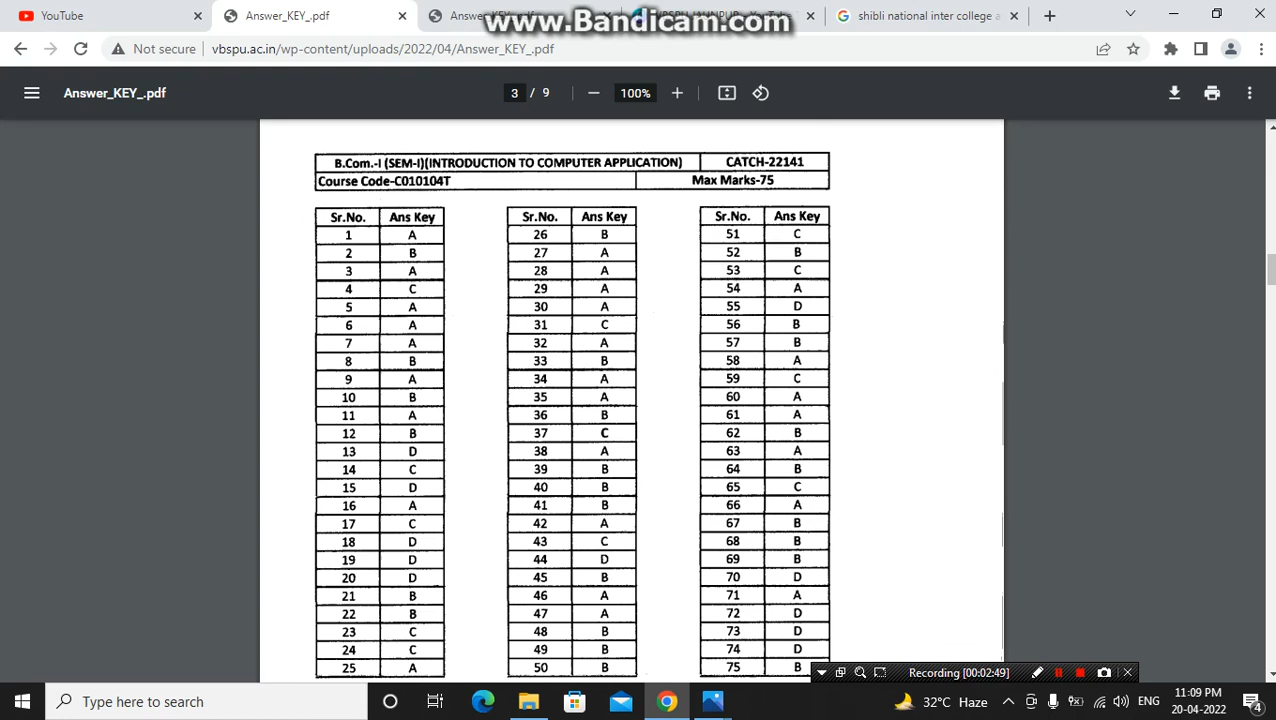 YouTube
Answer_KEY_.pdf
Answer_KEY_.pdf
www.Bandicam.com
shibli national inter college a
Not secure
vbspu.ac.in/wp-content/uploads/2022/04/Answer_KEY_.pdf
Answer_KEY_.pdf
3 / 9
100%
B.Com.-I (SEM-I)(INTRODUCTION TO COMPUTER APPLICATION) CATCH-22141
Course Code-C010104T Max Marks-75
Sr.No. Ans Key Sr.No. Ans Key Sr.No. Ans Key
1 A 26 B 51 C
2 B 27 A 52 B
3 A 28 A 53 C
4 C 29 A 54 A
5 A 30 A 55 D
6 A 31 C 56 B
7 A 32 A 57 B
8 B 33 B 58 A
9 A 34 A 59 C
10 B 35 A 60 A
11 A 36 B 61 A
12 B 37 C 62 B
13 D 38 A 63 A
14 C 39 B 64 B
15 D 40 B 65 C
16 A 41 B 66 A
17 C 42 A 67 B
18 D 43 C 68 B
19 D 44 D 69 B
20 D 45 B 70 D
21 B 46 A 71 A
22 B 47 A 72 D
23 C 48 B 73 D
24 C 49 B 74 D
25 A 50 B 75 B
Recording [00:02:49]
Type here to search
32°C Haze
ENG
11:09 PM
20-04-2022
4